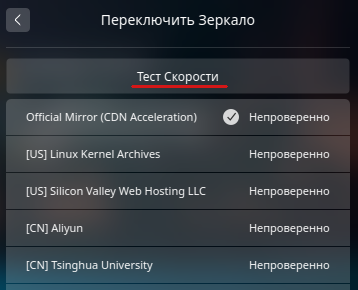 Переключить Зеркало
Тест Скорости
Official Mirror (CDN Acceleration) Непроверенно
[US] Linux Kernel Archives Непроверенно
[US] Silicon Valley Web Hosting LLC Непроверенно
[CN] Aliyun Непроверенно
[CN] Tsinghua University Непроверенно